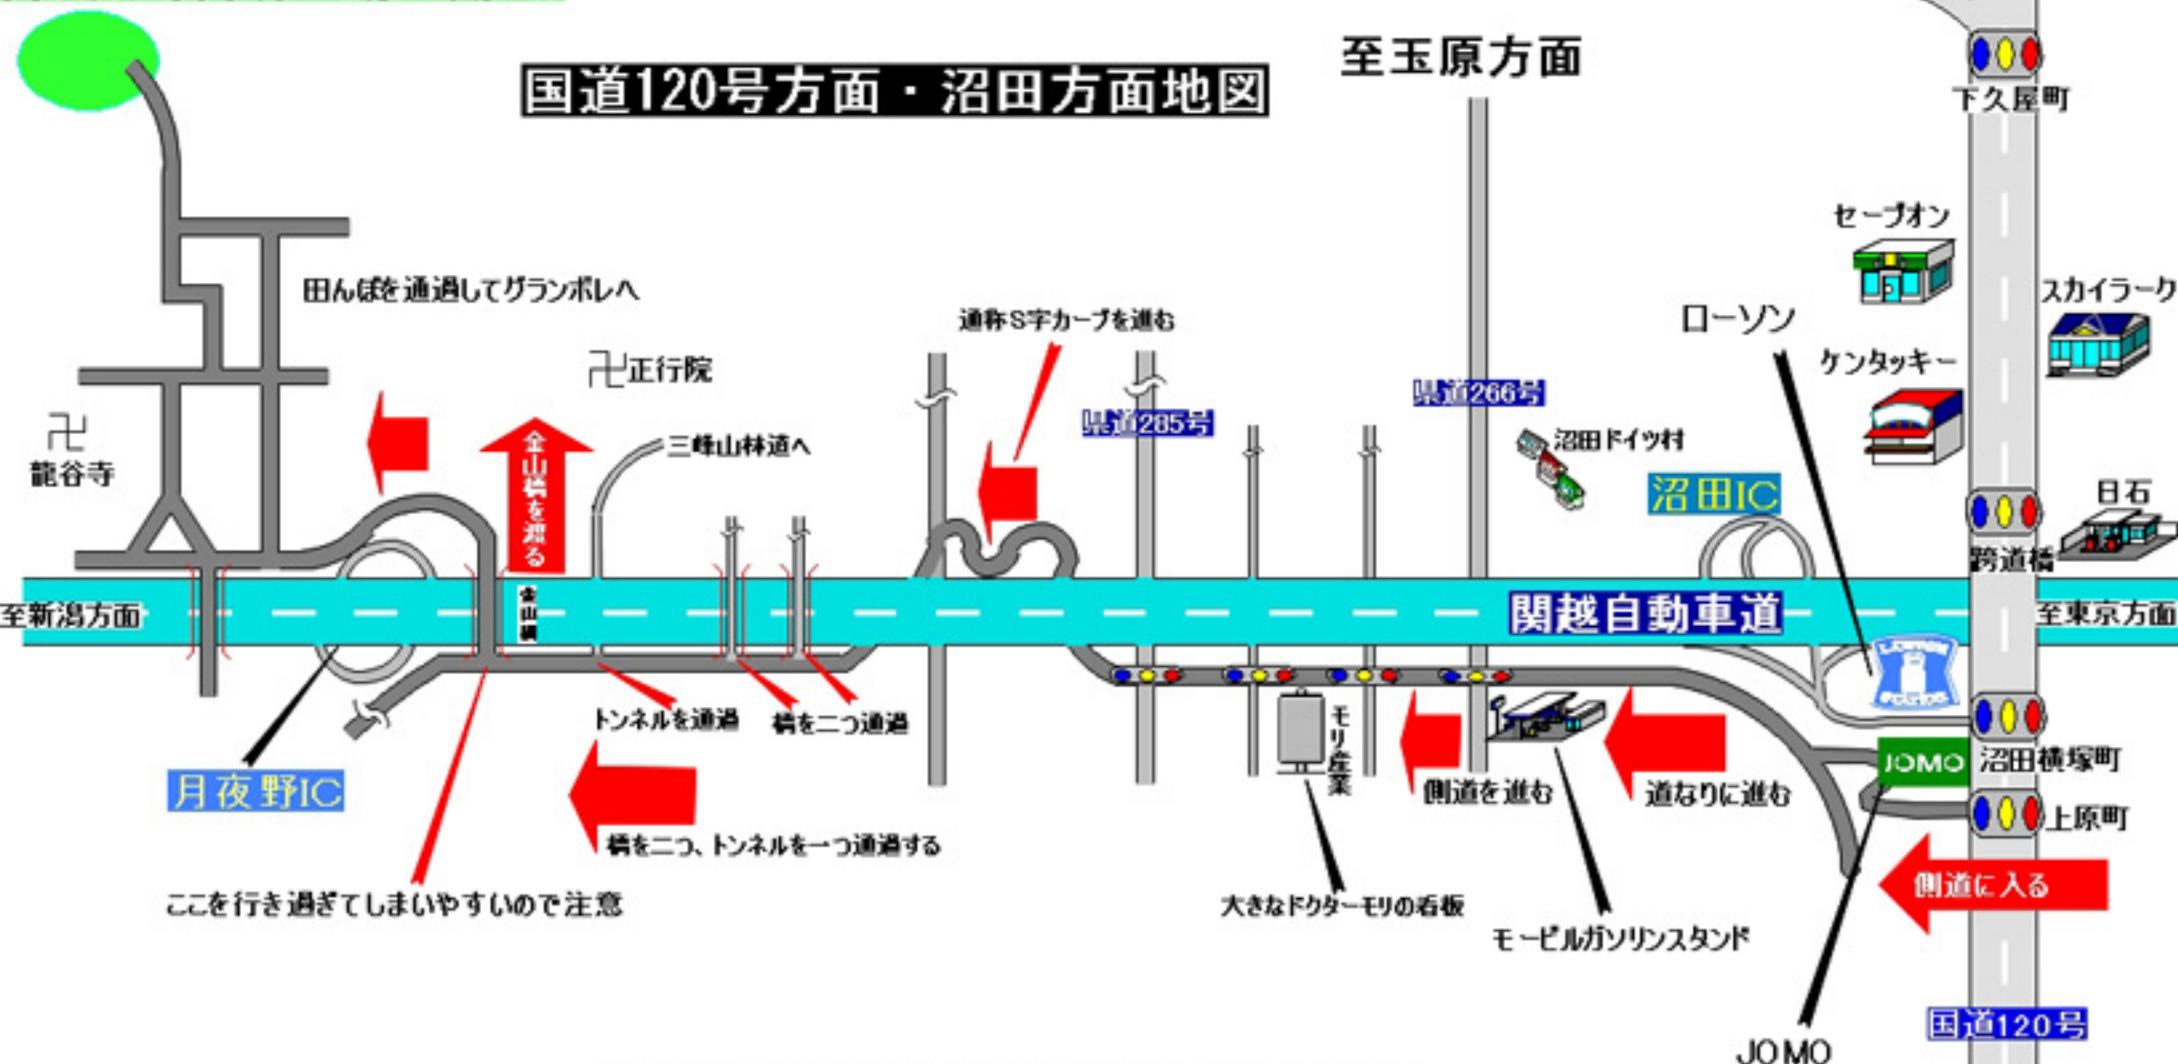 国道120号方面・沼田方面地図
至玉原方面
下久屋町
セーブオン
スカイラーク
ローソン
ケンタッキー
田んぼを通過してグランボレへ
通称S字カーブを進む
卍正行院
県道285号
県道266号
卍
龍谷寺
金山橋を渡る
三峰山林道へ
沼田ドイツ村
沼田IC
日石
跨道橋
至新潟方面
金山橋
関越自動車道
至東京方面
LAWSON
トンネルを通過
橋を二つ通過
モリ産業
側道を進む
道なりに進む
JOMO
沼田横塚町
上原町
月夜野IC
橋を二つ、トンネルを一つ通過する
ここを行き過ぎてしまいやすいので注意
大きなドクターモリの看板
モービルガソリンスタンド
側道に入る
国道120号
JOMO